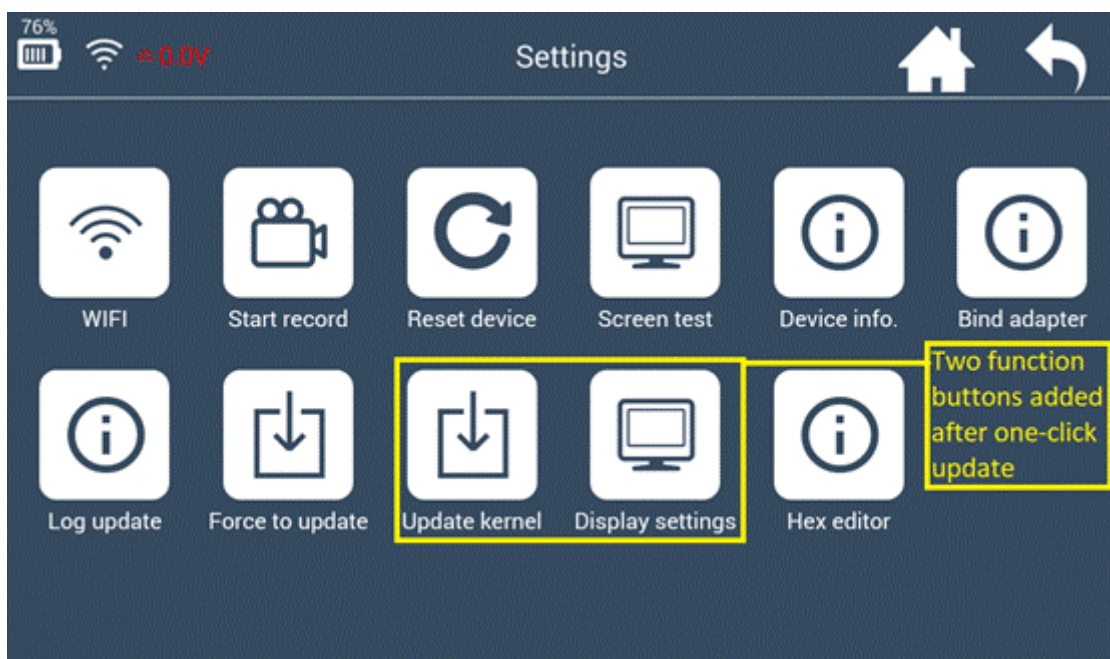 76%
0.0V
Settings
WIFI
Start record
Reset device
Screen test
Device info.
Bind adapter
Two function
buttons added
after one-click
update
Log update
Force to update
Update kernel
Display settings
Hex editor